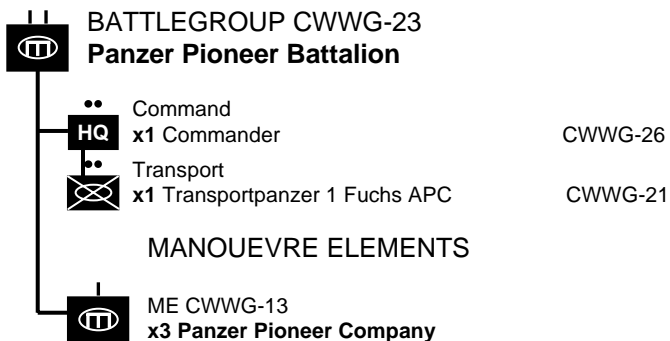 BATTLEGROUP CWWG-23
Panzer Pioneer Battalion
Command
HQ x1 Commander CWWG-26
Transport
x1 Transportpanzer 1 Fuchs APC CWWG-21
MANOUEVRE ELEMENTS
ME CWWG-13
x3 Panzer Pioneer Company